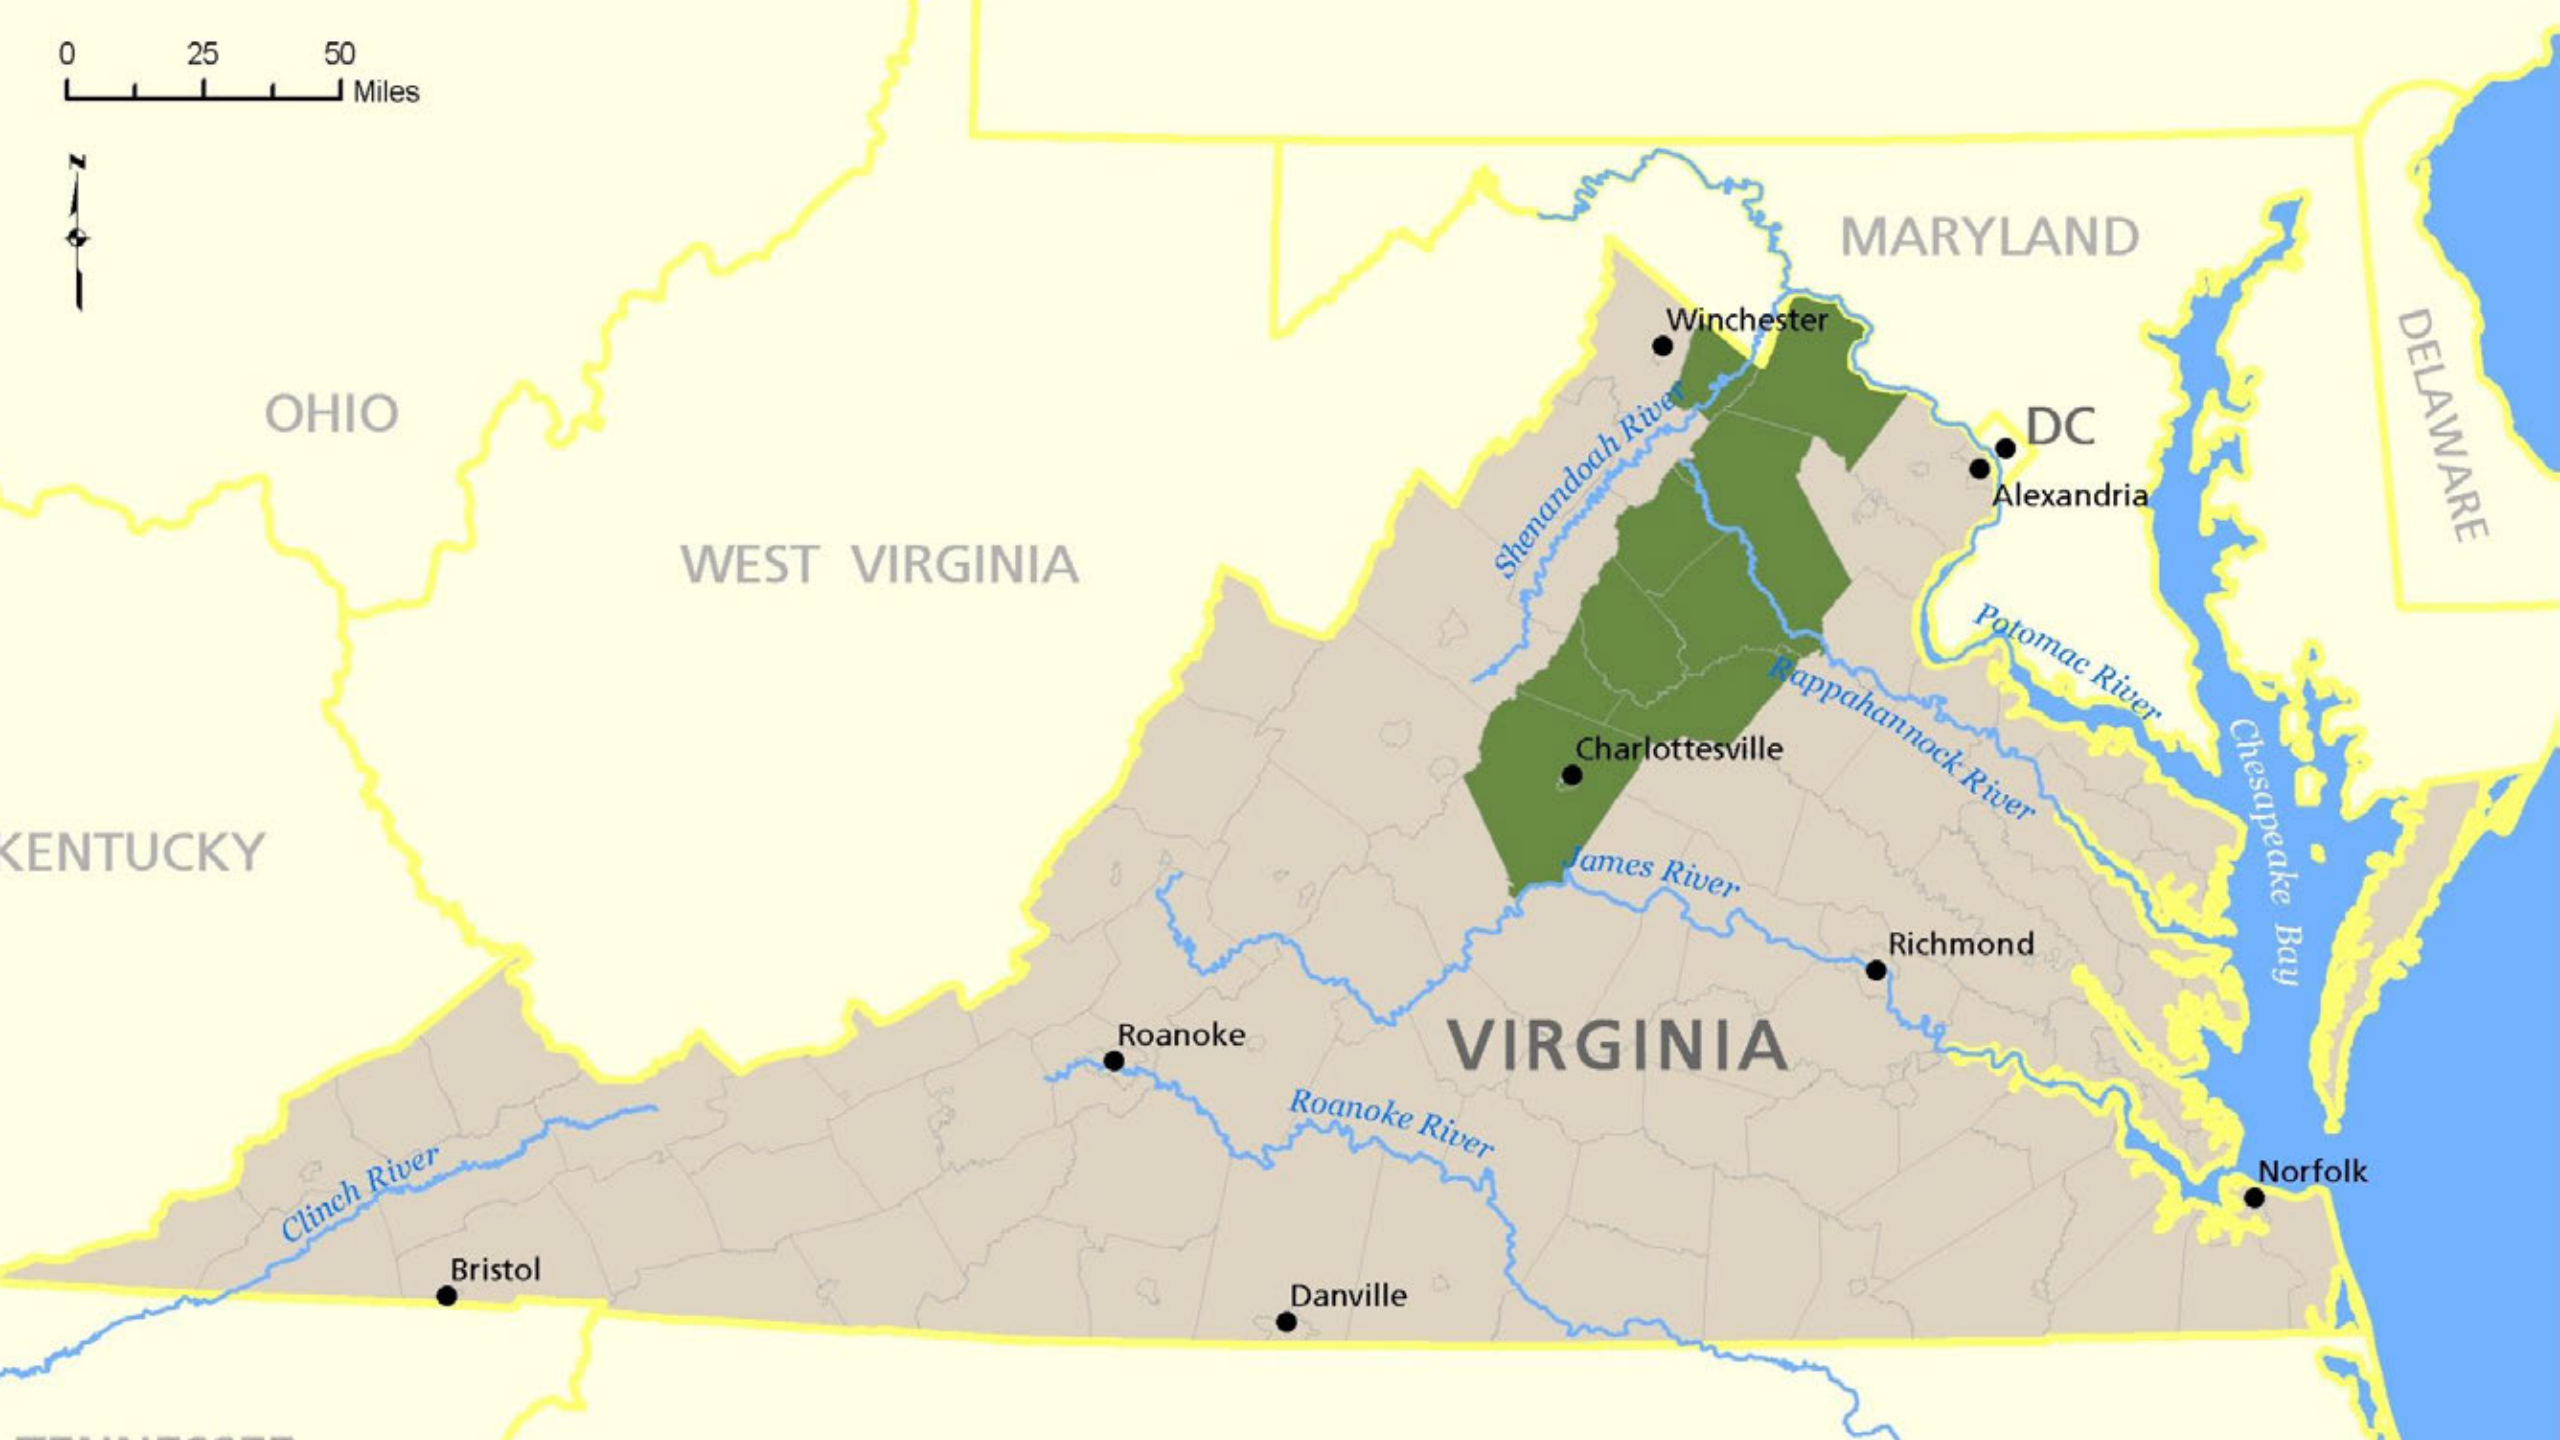 0 25 50
Miles
N
MARYLAND
Winchester
DELAWARE
OHIO
DC
Shenandoah River
Alexandria
WEST VIRGINIA
Potomac River
Rappahannock River
Charlottesville
Chesapeake Bay
KENTUCKY
James River
Richmond
Roanoke
VIRGINIA
Roanoke River
Clinch River
Norfolk
Bristol
Danville